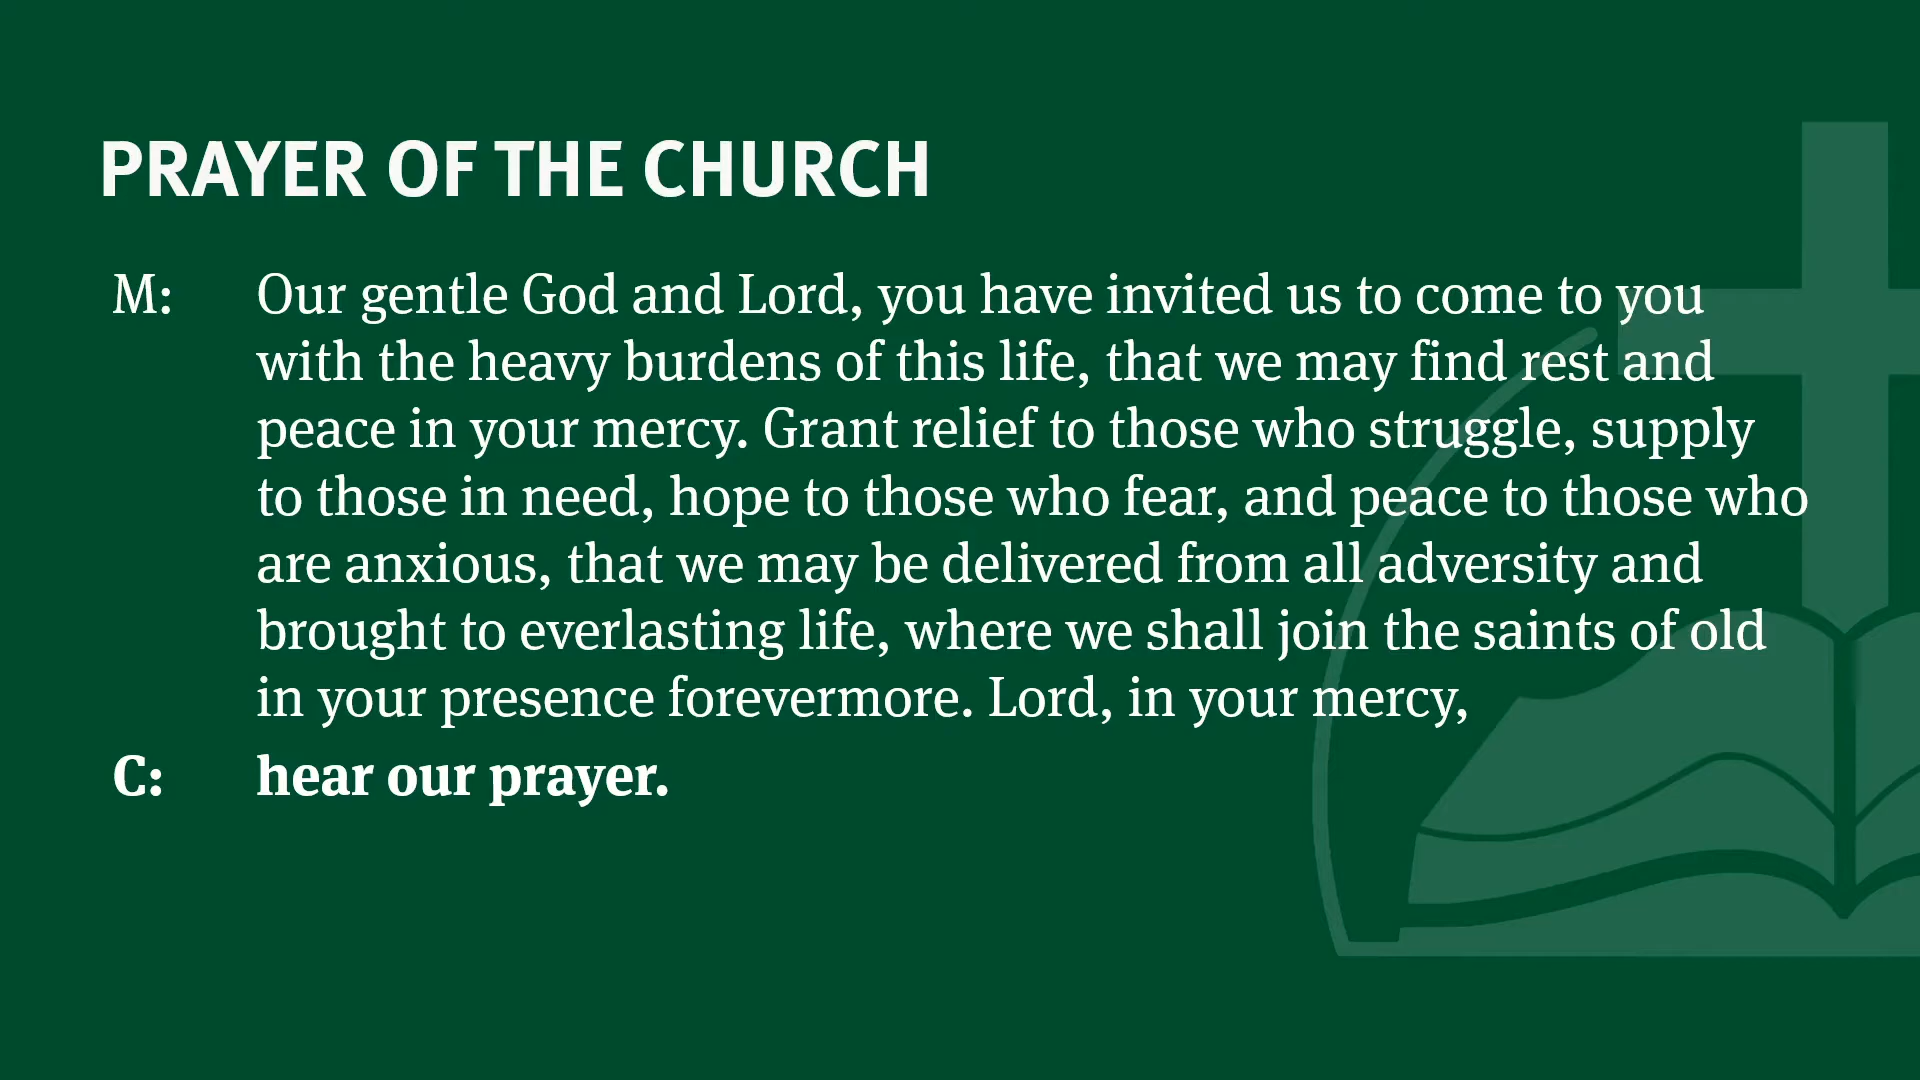 PRAYER OF THE CHURCH
M: Our gentle God and Lord, you have invited us to come to you
with the heavy burdens of this life, that we may find rest and
peace in your mercy. Grant relief to those who struggle, supply
to those in need, hope to those who fear, and peace to those who
are anxious, that we may be delivered from all adversity and
brought to everlasting life, where we shall join the saints of old
in your presence forevermore. Lord, in your mercy,
C: hear our prayer.